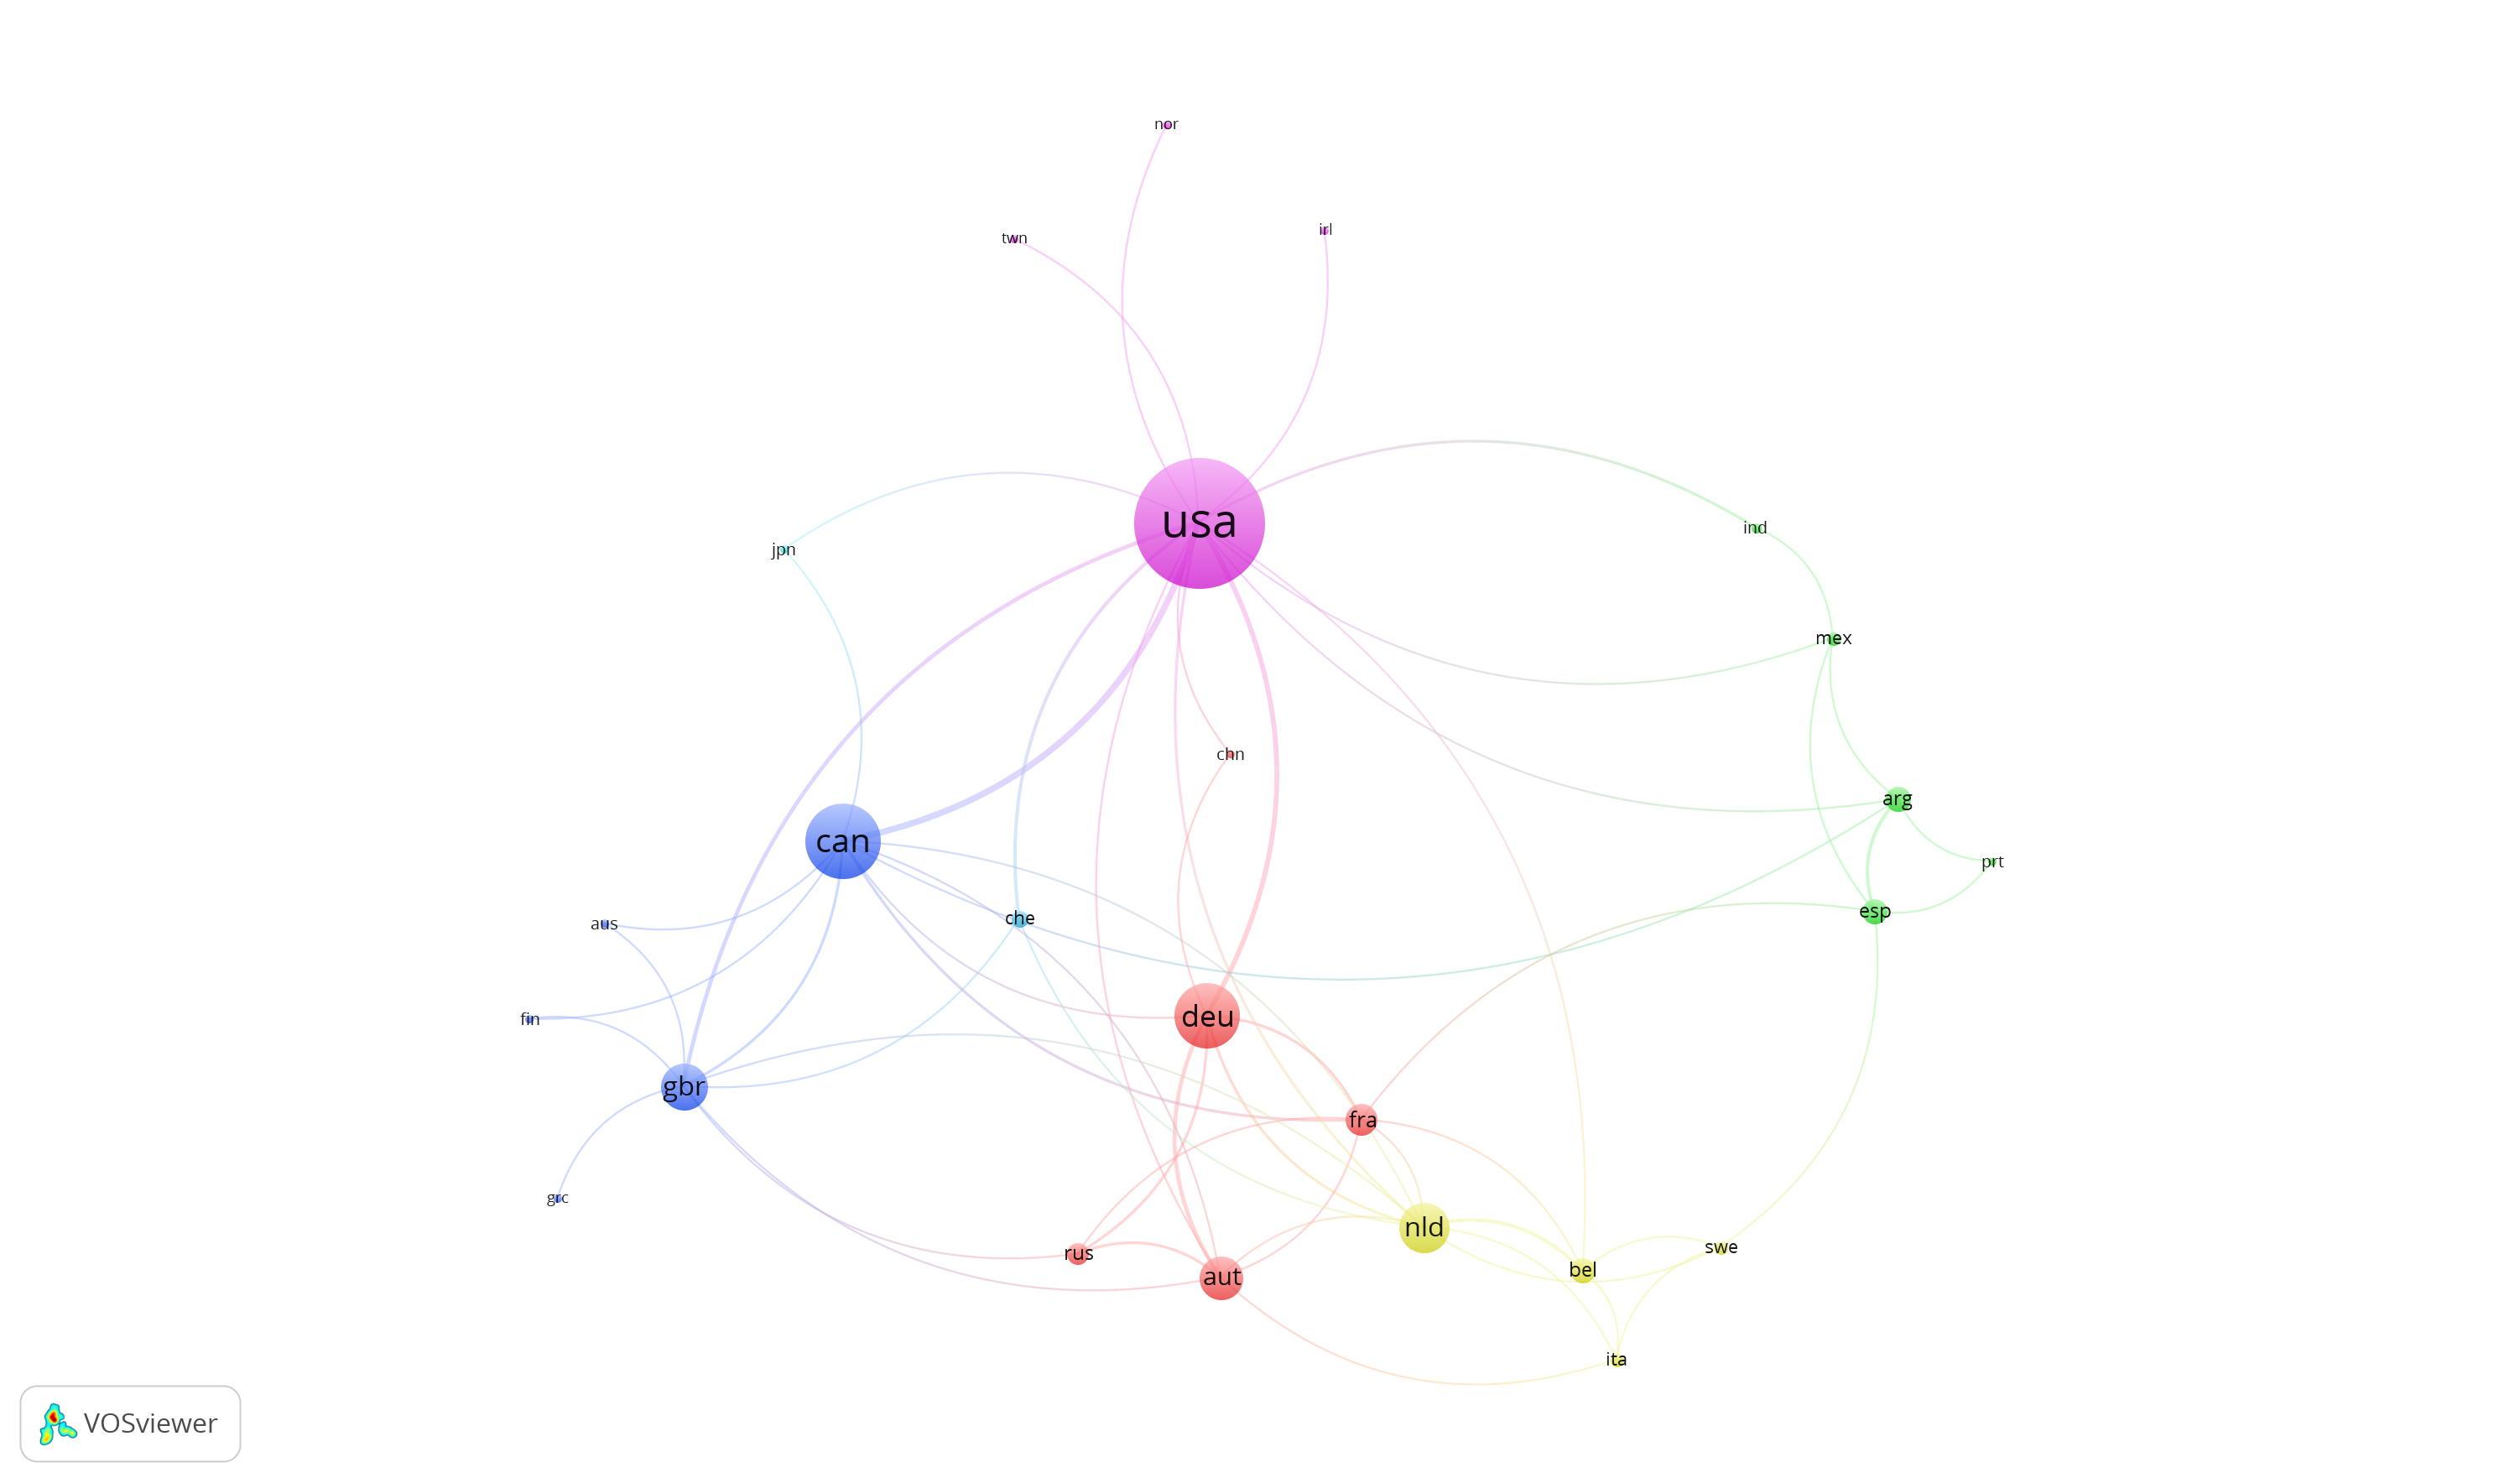 nor
irl
twn
usa
ind
jpn
mex
chn
arg
can
prt
esp
che
aus
deu
fin
gbr
fra
grc
nld
swe
rus
bel
aut
ita
VOSviewer